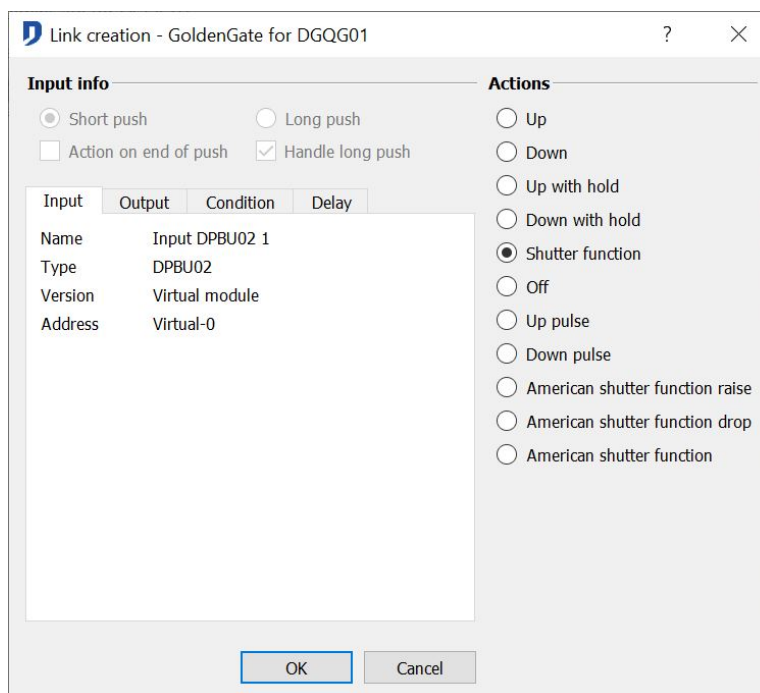 Link creation - GoldenGate for DGQG01
?
Input info
Short push
Long push
Action on end of push
Handle long push
Input
Output
Condition
Delay
Name Input DPBU02 1
Type DPBU02
Version Virtual module
Address Virtual-0
Actions
Up
Down
Up with hold
Down with hold
Shutter function
Off
Up pulse
Down pulse
American shutter function raise
American shutter function drop
American shutter function
OK
Cancel